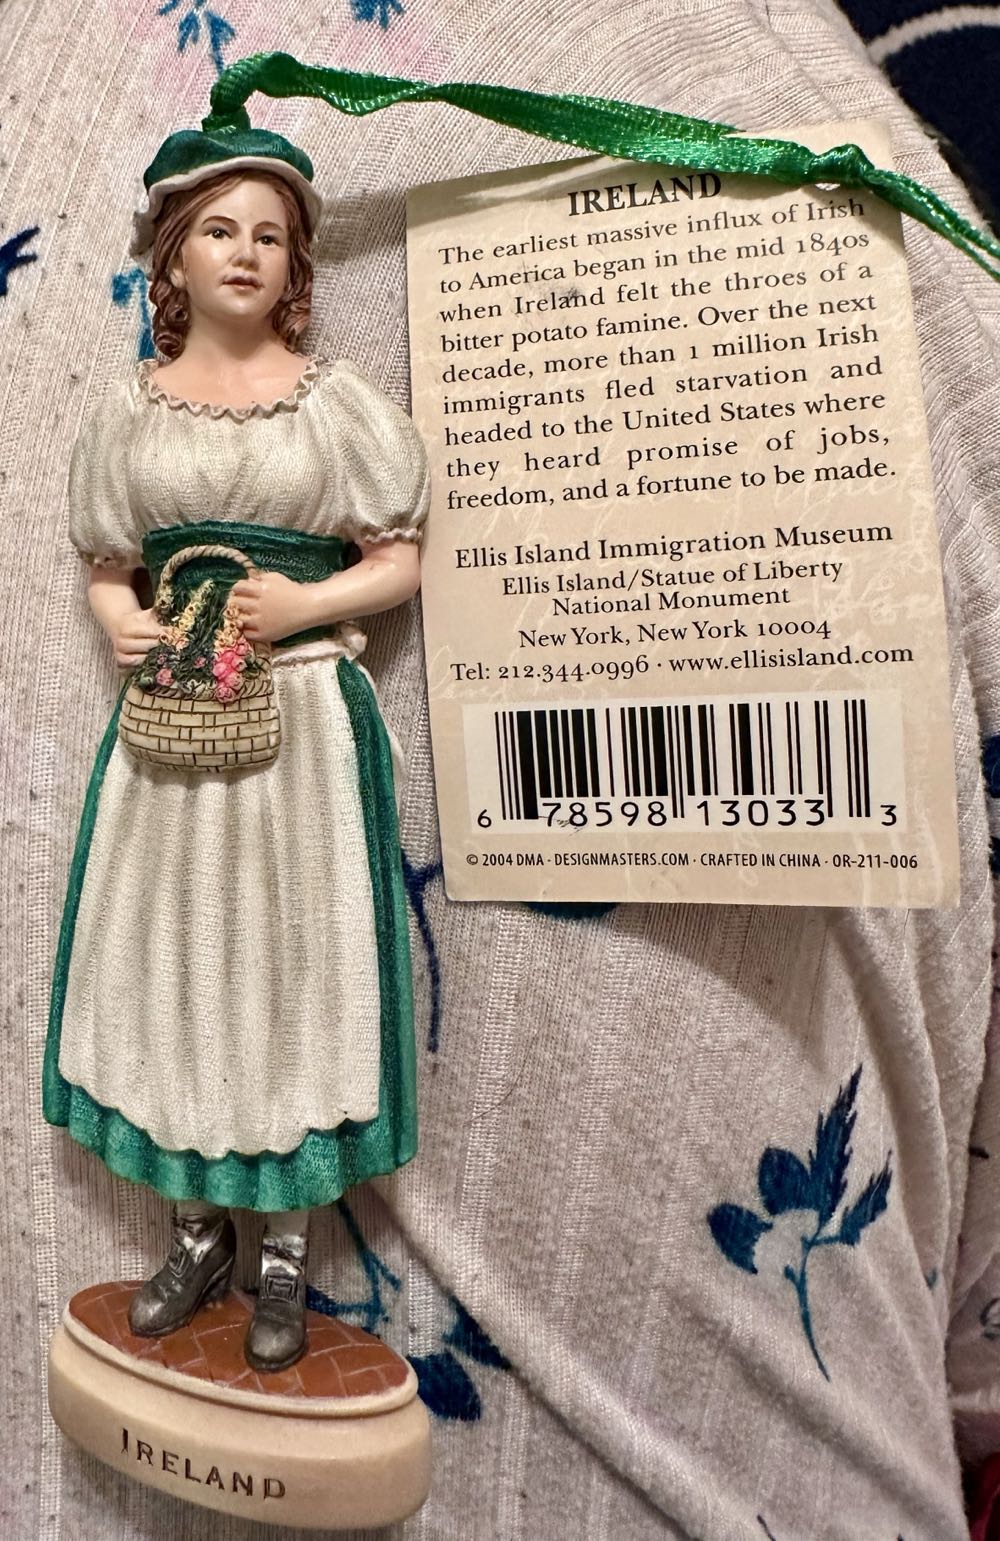 IRELAND
The earliest massive influx of Irish
to America began in the mid 1840s
when Ireland felt the throes of a
bitter potato famine. Over the next
decade, more than 1 million Irish
immigrants fled starvation and
headed to the United States where
they heard promise of jobs,
freedom, and a fortune to be made.
Ellis Island Immigration Museum
Ellis Island/Statue of Liberty
National Monument
New York, New York 10004
Tel: 212.344.0996 · www.ellisisland.com
6 78598 13033 3
© 2004 DMA · DESIGNMASTERS.COM · CRAFTED IN CHINA · OR-211-006
IRELAND